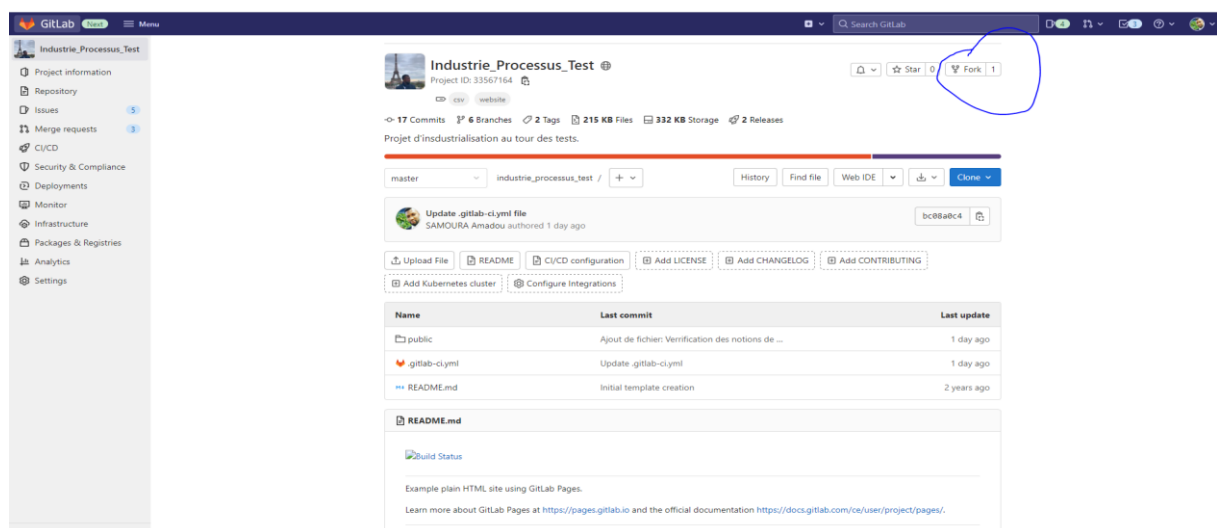 GitLab Next Menu Search GitLab 4 3
Industrie_Processus_Test
Project information
Repository
Issues 5
Merge requests 3
CI/CD
Security & Compliance
Deployments
Monitor
Infrastructure
Packages & Registries
Analytics
Settings
Industrie_Processus_Test
Project ID: 33567164
csv website
Star 0 Fork 1
17 Commits 6 Branches 2 Tags 215 KB Files 332 KB Storage 2 Releases
Projet d'insdustrialisation au tour des tests.
master industrie_processus_test / + History Find file Web IDE Clone
Update .gitlab-ci.yml file
SAMOURA Amadou authored 1 day ago
bc08a0c4
Upload File README CI/CD configuration Add LICENSE Add CHANGELOG Add CONTRIBUTING
Add Kubernetes cluster Configure Integrations
Name Last commit Last update
public Ajout de fichier: Verrification des notions de ... 1 day ago
.gitlab-ci.yml Update .gitlab-ci.yml 1 day ago
README.md Initial template creation 2 years ago
README.md
Build Status
Example plain HTML site using GitLab Pages.
Learn more about GitLab Pages at https://pages.gitlab.io and the official documentation https://docs.gitlab.com/ce/user/project/pages/.